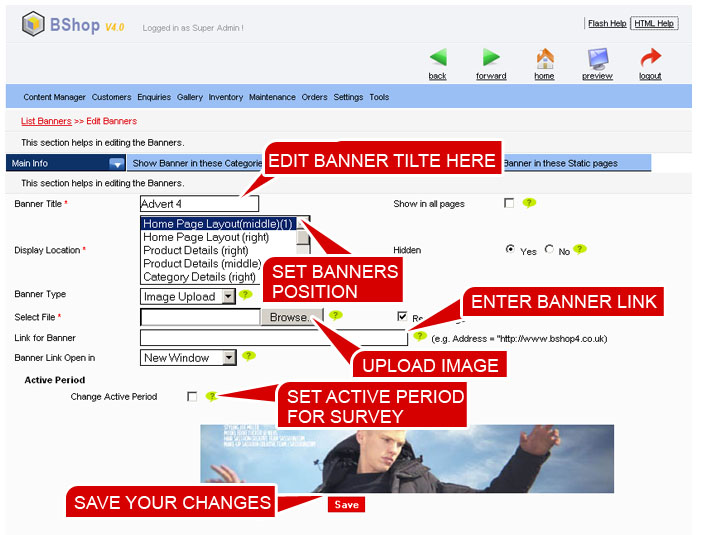 BShop V4.0
Logged in as Super Admin !
Flash Help
HTML Help
back forward home preview logout
Content Manager Customers Enquiries Gallery Inventory Maintenance Orders Settings Tools
List Banners >> Edit Banners
This section helps in editing the Banners.
Main Info
Show Banner in these Categorie
Banner in these Static pages
EDIT BANNER TILTE HERE
This section helps in editing the Banners.
Banner Title *
Advert 4
Show in all pages
?
Display Location *
Home Page Layout(middle)(1)
Home Page Layout (right)
Product Details (right)
Product Details (middle)
Category Details (right)
Hidden
Yes No ?
SET BANNERS
POSITION
Banner Type
Image Upload
?
ENTER BANNER LINK
Select File *
Browse...
?
Link for Banner
?
(e.g. Address = "http://www.bshop4.co.uk)
Banner Link Open in
New Window
?
UPLOAD IMAGE
Active Period
Change Active Period
?
SET ACTIVE PERIOD
FOR SURVEY
SAVE YOUR CHANGES
Save